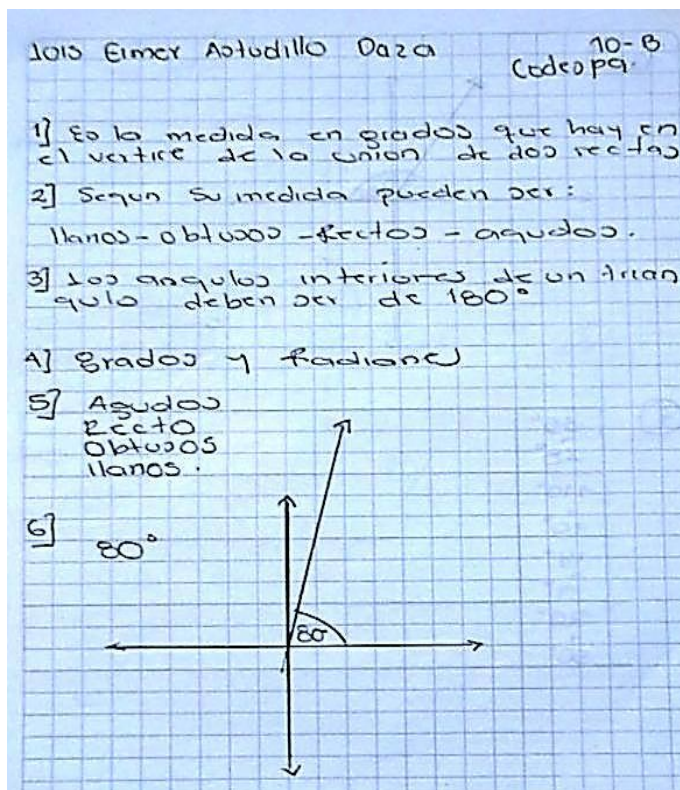 Luis Eimer Astudillo Daza 10-B
Codeopa.
1] Es la medida en grados que hay en
el vertice de la union de dos rectas
2] Segun su medida pueden ser:
llanos - obtusos - Rectos - agudos.
3] Los angulos interiores de un trian
gulo deben ser de 180°
4] grados y Radianes
5] Agudos
Recto
Obtusos
llanos.
6]
80°
80°